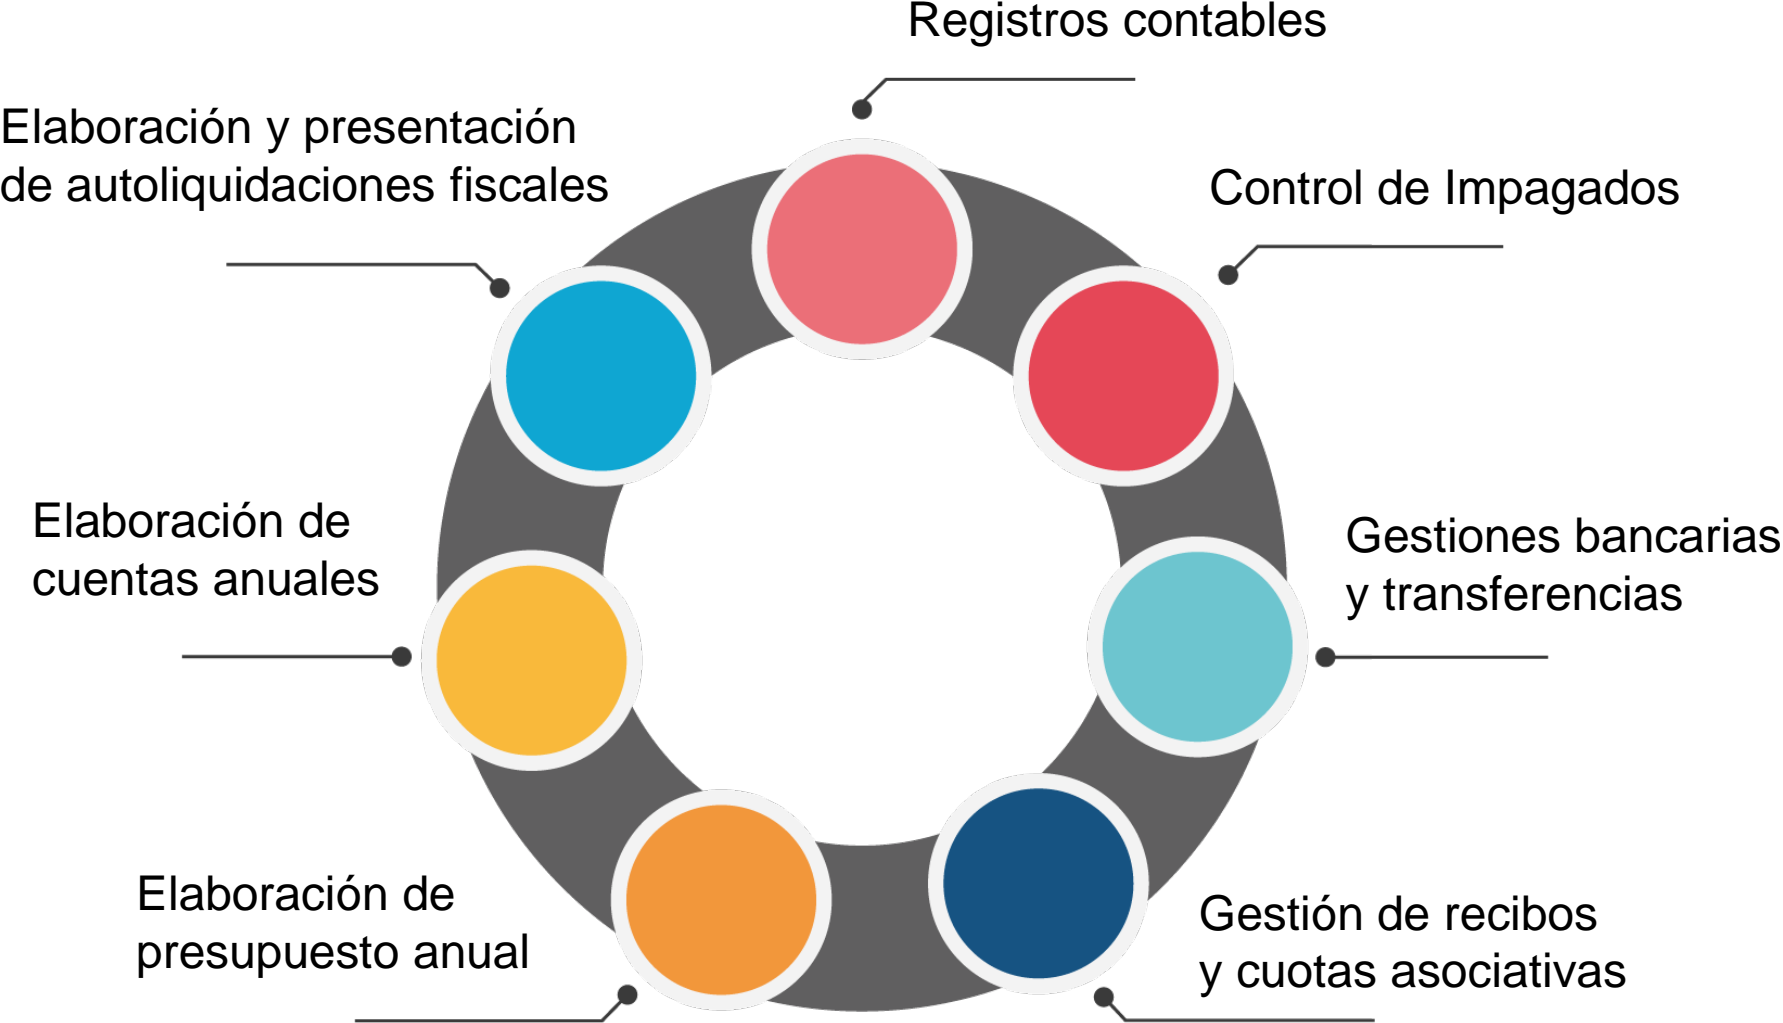 Registros contables
Elaboración y presentación
de autoliquidaciones fiscales
Control de Impagados
Elaboración de
cuentas anuales
Gestiones bancarias
y transferencias
Elaboración de
presupuesto anual
Gestión de recibos
y cuotas asociativas